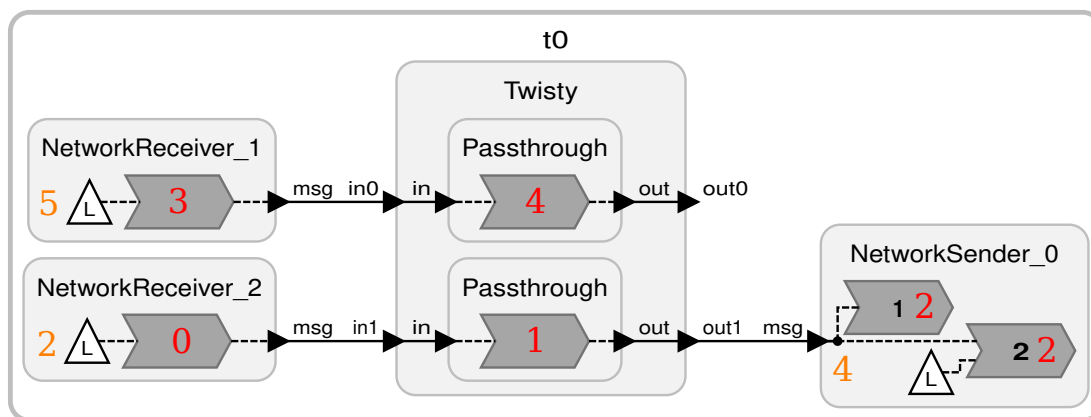 t0
Twisty
NetworkReceiver_1
5 L 3
msg in0 in
Passthrough
4
out out0
NetworkReceiver_2
2 L 0
msg in1 in
Passthrough
1
out out1 msg
NetworkSender_0
1 2
2 2
4 L